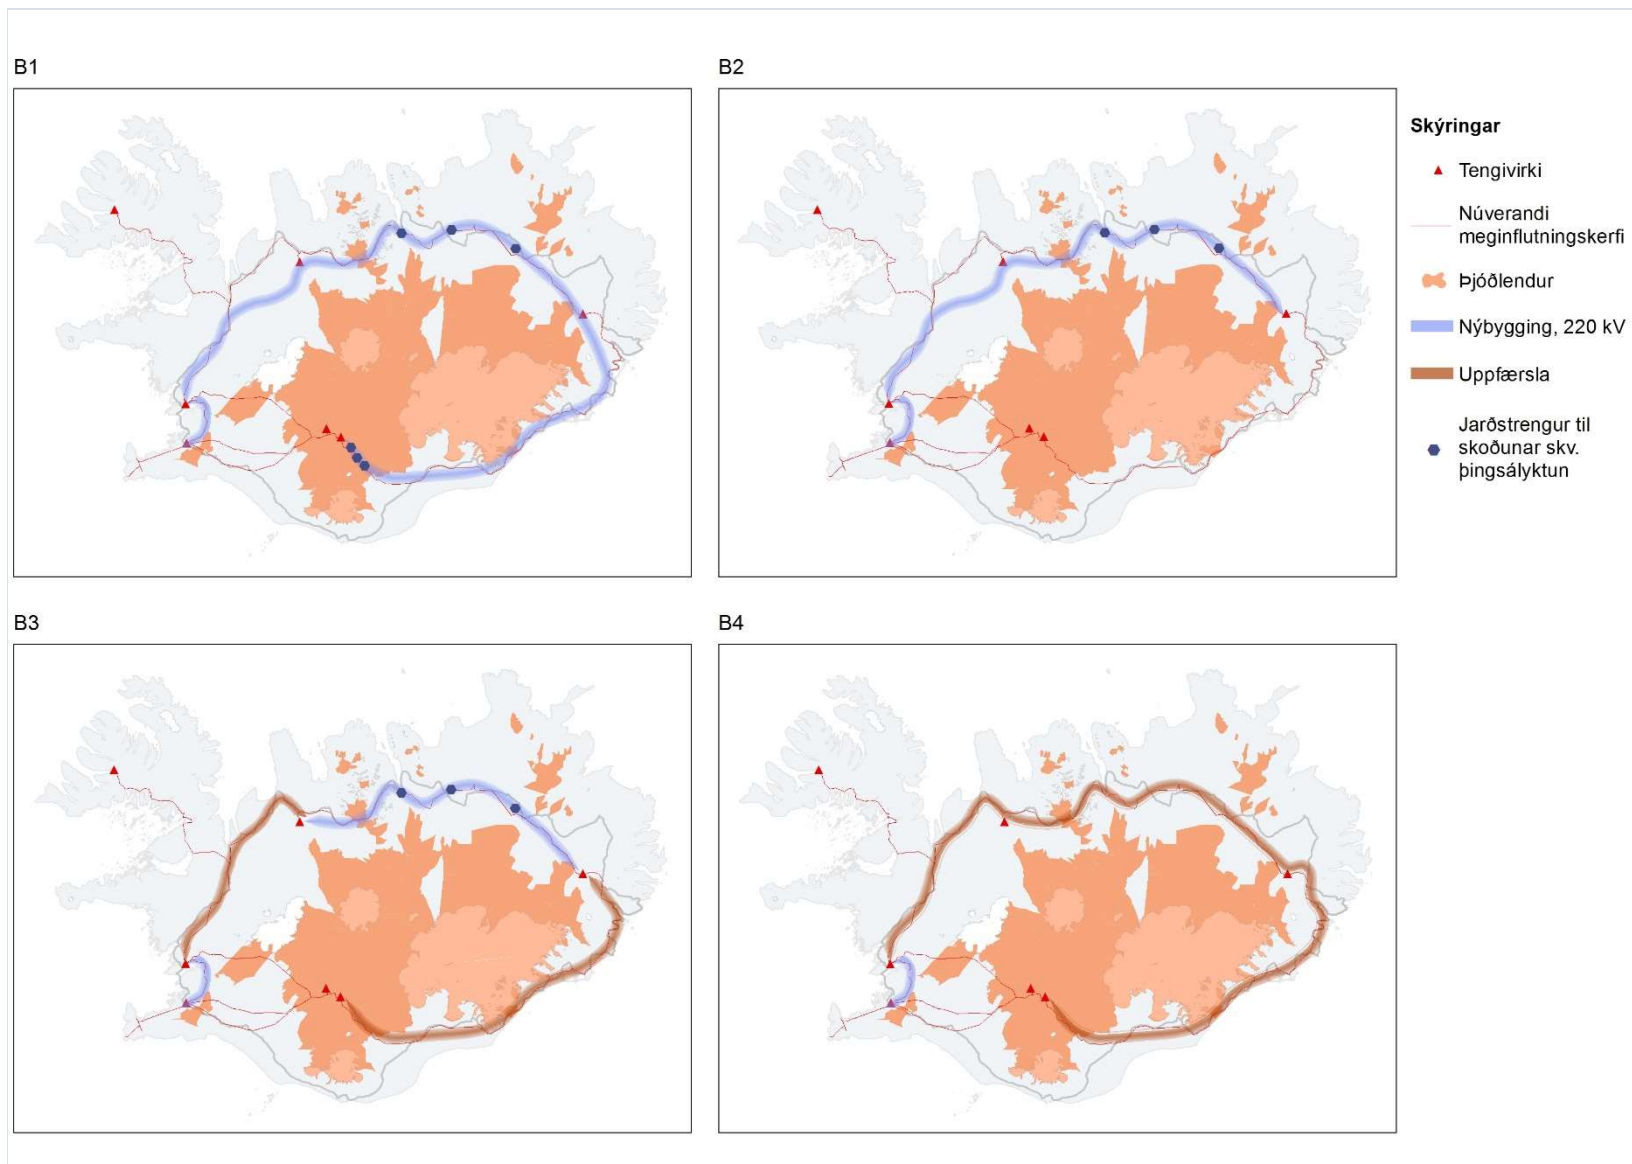 B1
B2
Skýringar
Tengivirki
Núverandi
meginflutningskerfi
Þjóðlendur
Nýbygging, 220 kV
Uppfærsla
Jarðstrengur til
skoðunar skv.
þingsályktun
B3
B4